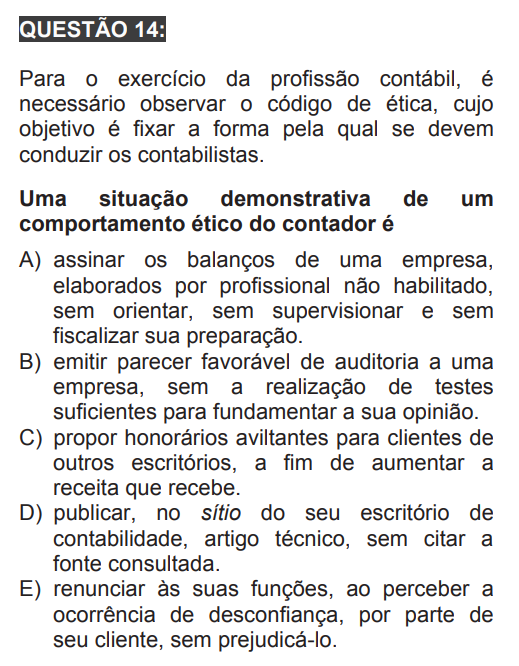 QUESTÃO 14:
Para o exercício da profissão contábil, é
necessário observar o código de ética, cujo
objetivo é fixar a forma pela qual se devem
conduzir os contabilistas.
Uma situação demonstrativa de um
comportamento ético do contador é
A) assinar os balanços de uma empresa,
elaborados por profissional não habilitado,
sem orientar, sem supervisionar e sem
fiscalizar sua preparação.
B) emitir parecer favorável de auditoria a uma
empresa, sem a realização de testes
suficientes para fundamentar a sua opinião.
C) propor honorários aviltantes para clientes de
outros escritórios, a fim de aumentar a
receita que recebe.
D) publicar, no sítio do seu escritório de
contabilidade, artigo técnico, sem citar a
fonte consultada.
E) renunciar às suas funções, ao perceber a
ocorrência de desconfiança, por parte de
seu cliente, sem prejudicá-lo.